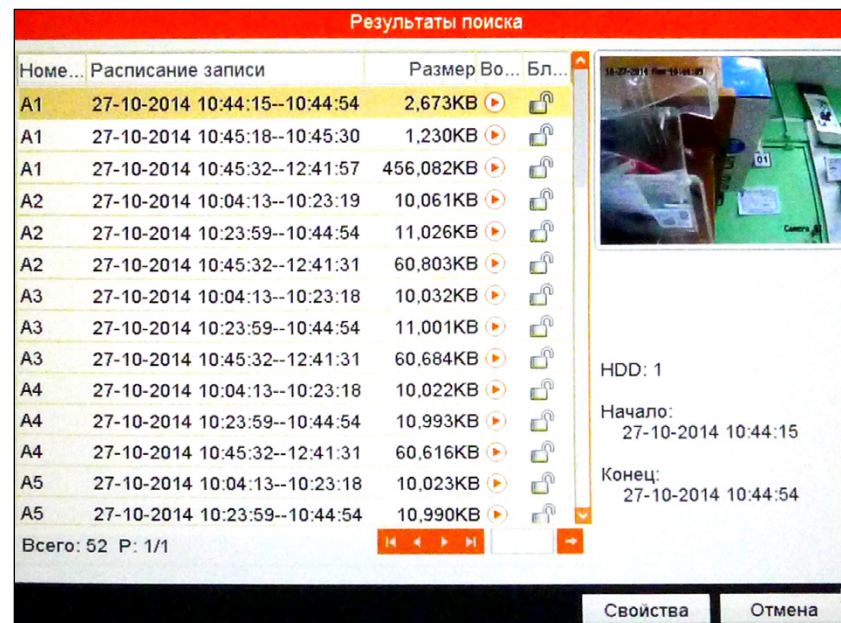 Результаты поиска
Номе... Расписание записи Размер Во... Бл...
A1 27-10-2014 10:44:15--10:44:54 2,673KB
A1 27-10-2014 10:45:18--10:45:30 1,230KB
A1 27-10-2014 10:45:32--12:41:57 456,082KB
A2 27-10-2014 10:04:13--10:23:19 10,061KB
A2 27-10-2014 10:23:59--10:44:54 11,026KB
A2 27-10-2014 10:45:32--12:41:31 60,803KB
A3 27-10-2014 10:04:13--10:23:18 10,032KB
A3 27-10-2014 10:23:59--10:44:54 11,001KB
A3 27-10-2014 10:45:32--12:41:31 60,684KB
A4 27-10-2014 10:04:13--10:23:18 10,022KB
A4 27-10-2014 10:23:59--10:44:54 10,993KB
A4 27-10-2014 10:45:32--12:41:31 60,616KB
A5 27-10-2014 10:04:13--10:23:18 10,023KB
A5 27-10-2014 10:23:59--10:44:54 10,990KB
Всего: 52 P: 1/1
01
Camera
HDD: 1
Начало:
27-10-2014 10:44:15
Конец:
27-10-2014 10:44:54
Свойства Отмена